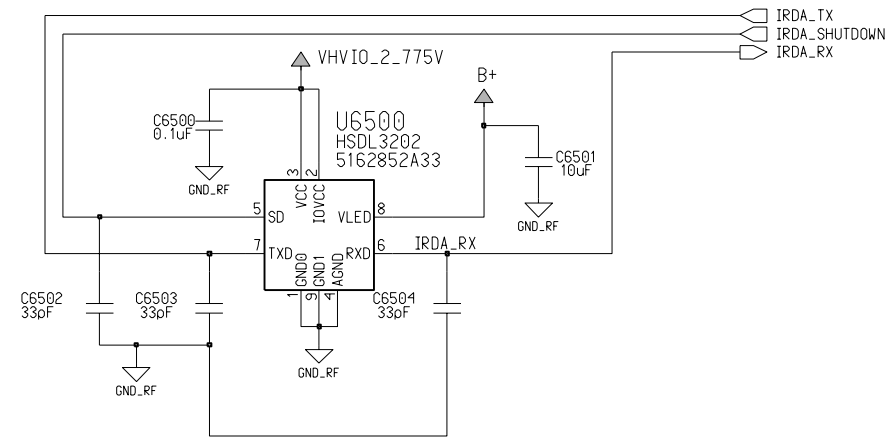 IRDA_TX
IRDA_SHUTDOWN
IRDA_RX
VHVIO_2_775V
B+
C6500
0.1uF
U6500
HSDL3202
5162852A33
C6501
10uF
GND_RF
3
2
VCC
IOVCC
GND_RF
5
SD
VLED
8
7
TXD
RXD
6
IRDA_RX
GND0
GND1
AGND
1
9
4
C6502
33pF
C6503
33pF
C6504
33pF
GND_RF
GND_RF